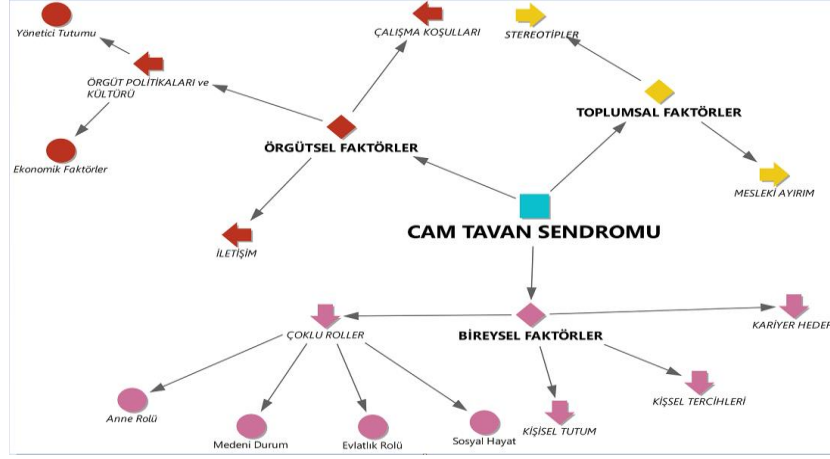 Yönetici Tutumu
ÇALIŞMA KOŞULLARI
STEREOTİPLER
ÖRGÜT POLİTİKALARI ve
KÜLTÜRÜ
TOPLUMSAL FAKTÖRLER
ÖRGÜTSEL FAKTÖRLER
Ekonomik Faktörler
MESLEKİ AYIRIM
CAM TAVAN SENDROMU
İLETİŞİM
KARİYER HEDEF
ÇOKLU ROLLER
BİREYSEL FAKTÖRLER
KİŞSEL TERCİHLERİ
Anne Rolü
Medeni Durum
Evlatlık Rolü
Sosyal Hayat
KİŞİSEL TUTUM